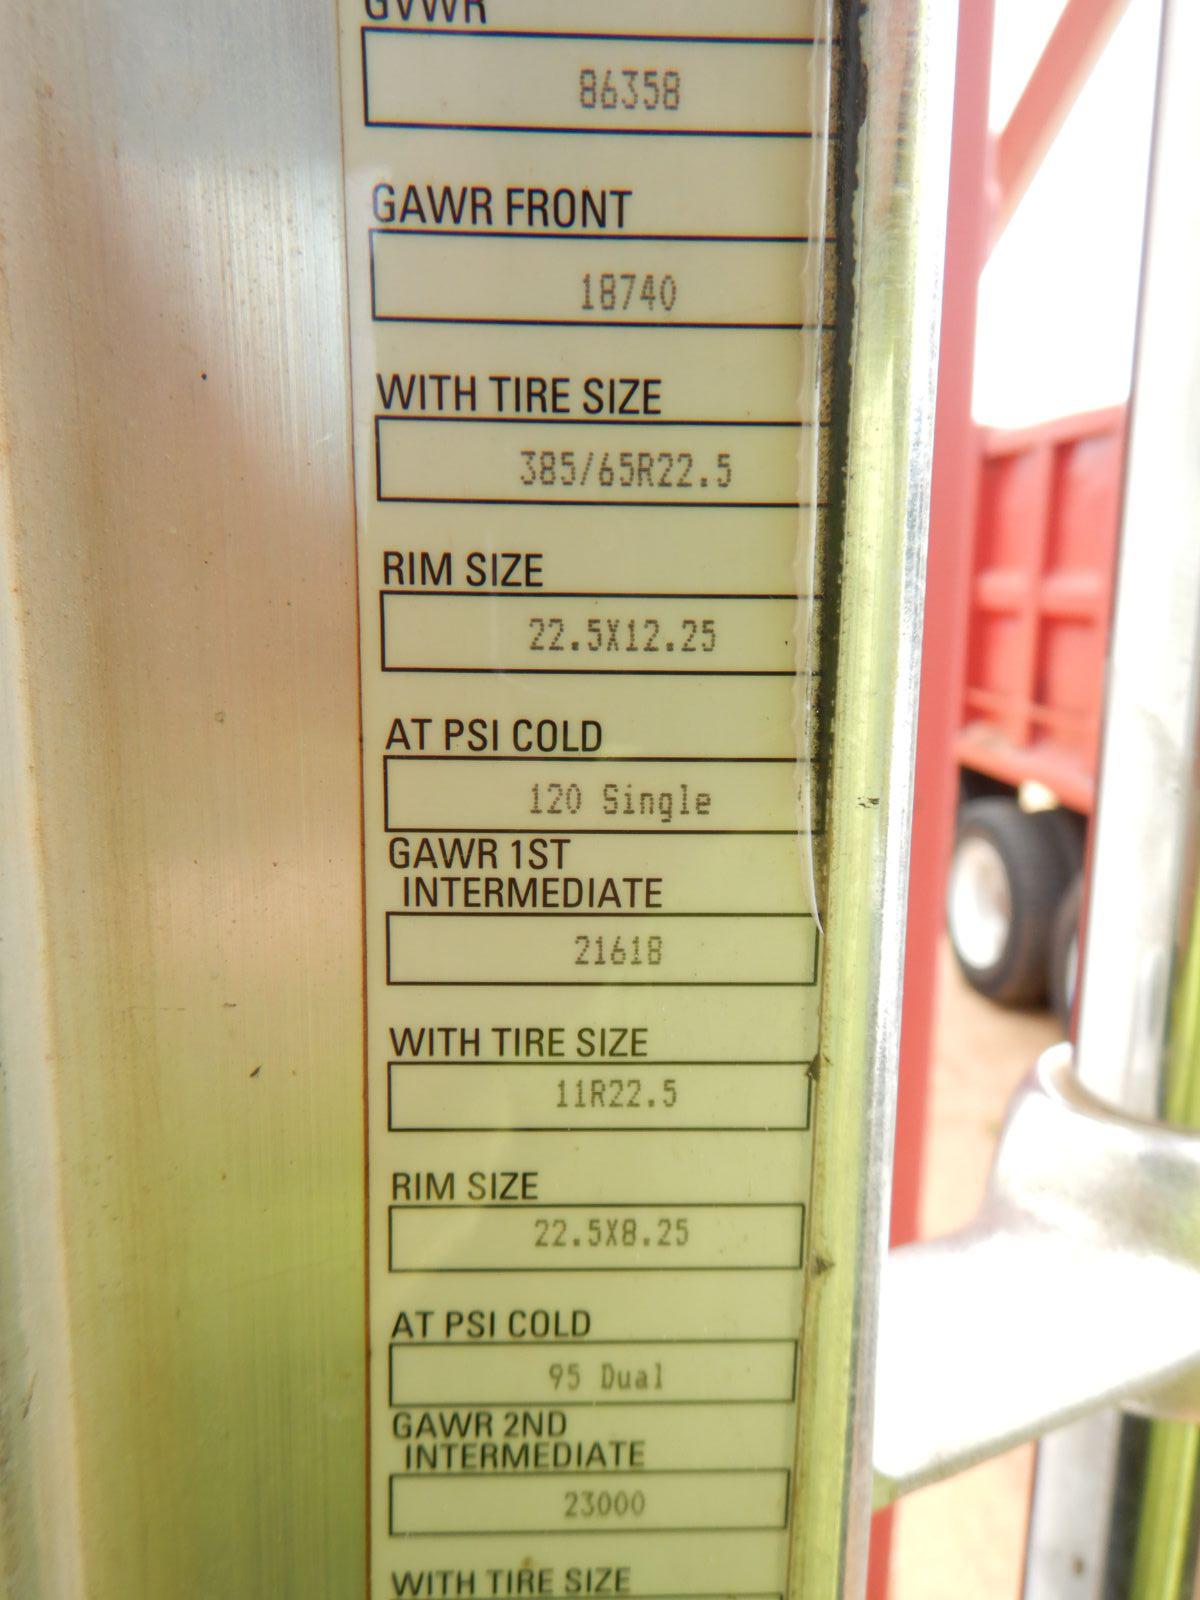 GVWR
86358
GAWR FRONT
18740
WITH TIRE SIZE
385/65R22.5
RIM SIZE
22.5X12.25
AT PSI COLD
120 Single
GAWR 1ST
INTERMEDIATE
21618
WITH TIRE SIZE
11R22.5
RIM SIZE
22.5X8.25
AT PSI COLD
95 Dual
GAWR 2ND
INTERMEDIATE
23000
WITH TIRE SIZE